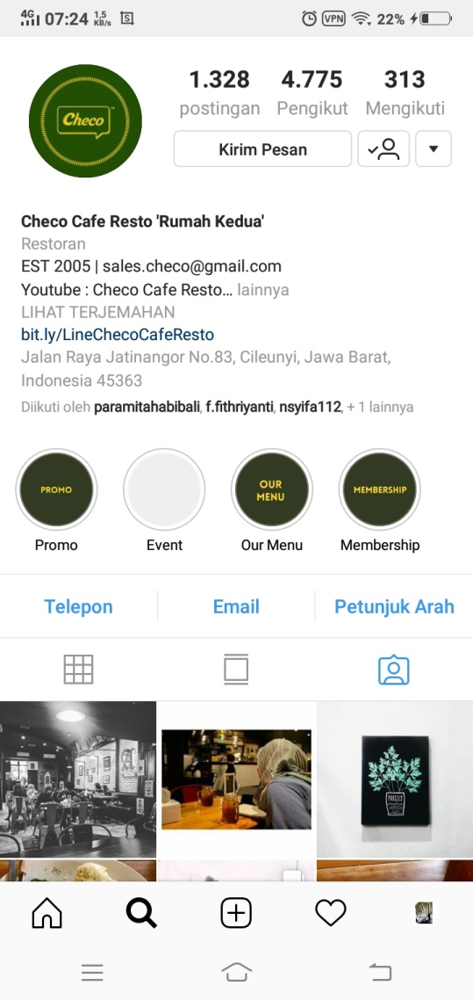 4G 07:24 1,5 KB/s S VPN 22%
1.328 4.775 313
postingan Pengikut Mengikuti
Checo
Kirim Pesan
Checo Cafe Resto 'Rumah Kedua'
Restoran
EST 2005 | sales.checo@gmail.com
Youtube : Checo Cafe Resto... lainnya
LIHAT TERJEMAHAN
bit.ly/LineChecoCafeResto
Jalan Raya Jatinangor No.83, Cileunyi, Jawa Barat,
Indonesia 45363
Diikuti oleh paramitahabibali, f.fithriyanti, nsyifa112, + 1 lainnya
PROMO
OUR
MENU
MEMBERSHIP
Promo Event Our Menu Membership
Telepon Email Petunjuk Arah
PARSLEY